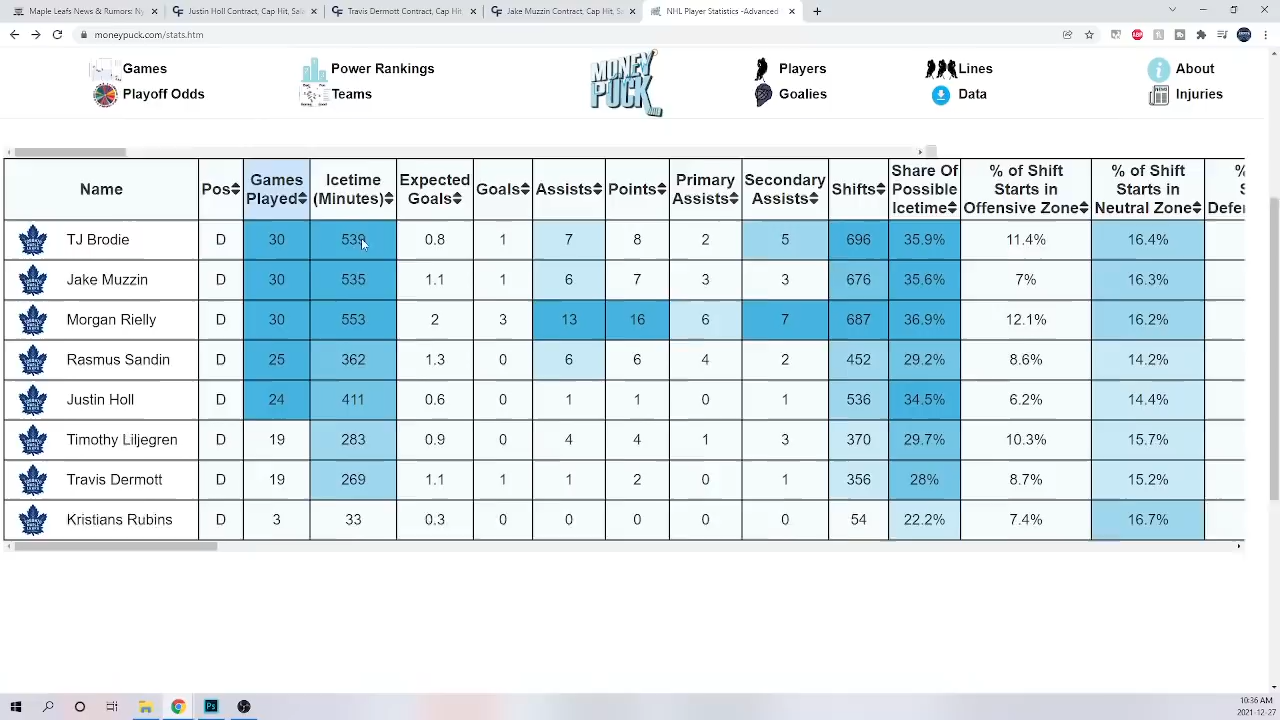 Maple Leafs News & Rumors: Ny
Justin Holl Contract, Cap Hit, Sal
Travis Dermott Contract, Cap Hit
Jake Muzzin Contract, Cap Hit, Sa
NHL Player Statistics -Advanced
moneypuck.com/stats.htm
Games Power Rankings MONEY PUCK Players Lines About
Playoff Odds Teams Goalies Data Injuries
Name Pos Games Played Icetime (Minutes) Expected Goals Goals Assists Points Primary Assists Secondary Assists Shifts Share Of Possible Icetime % of Shift Starts in Offensive Zone % of Shift Starts in Neutral Zone % S Defer
TJ Brodie D 30 539 0.8 1 7 8 2 5 696 35.9% 11.4% 16.4%
Jake Muzzin D 30 535 1.1 1 6 7 3 3 676 35.6% 7% 16.3%
Morgan Rielly D 30 553 2 3 13 16 6 7 687 36.9% 12.1% 16.2%
Rasmus Sandin D 25 362 1.3 0 6 6 4 2 452 29.2% 8.6% 14.2%
Justin Holl D 24 411 0.6 0 1 1 0 1 536 34.5% 6.2% 14.4%
Timothy Liljegren D 19 283 0.9 0 4 4 1 3 370 29.7% 10.3% 15.7%
Travis Dermott D 19 269 1.1 1 1 2 0 1 356 28% 8.7% 15.2%
Kristians Rubins D 3 33 0.3 0 0 0 0 0 54 22.2% 7.4% 16.7%
10:36 AM
2021-12-27